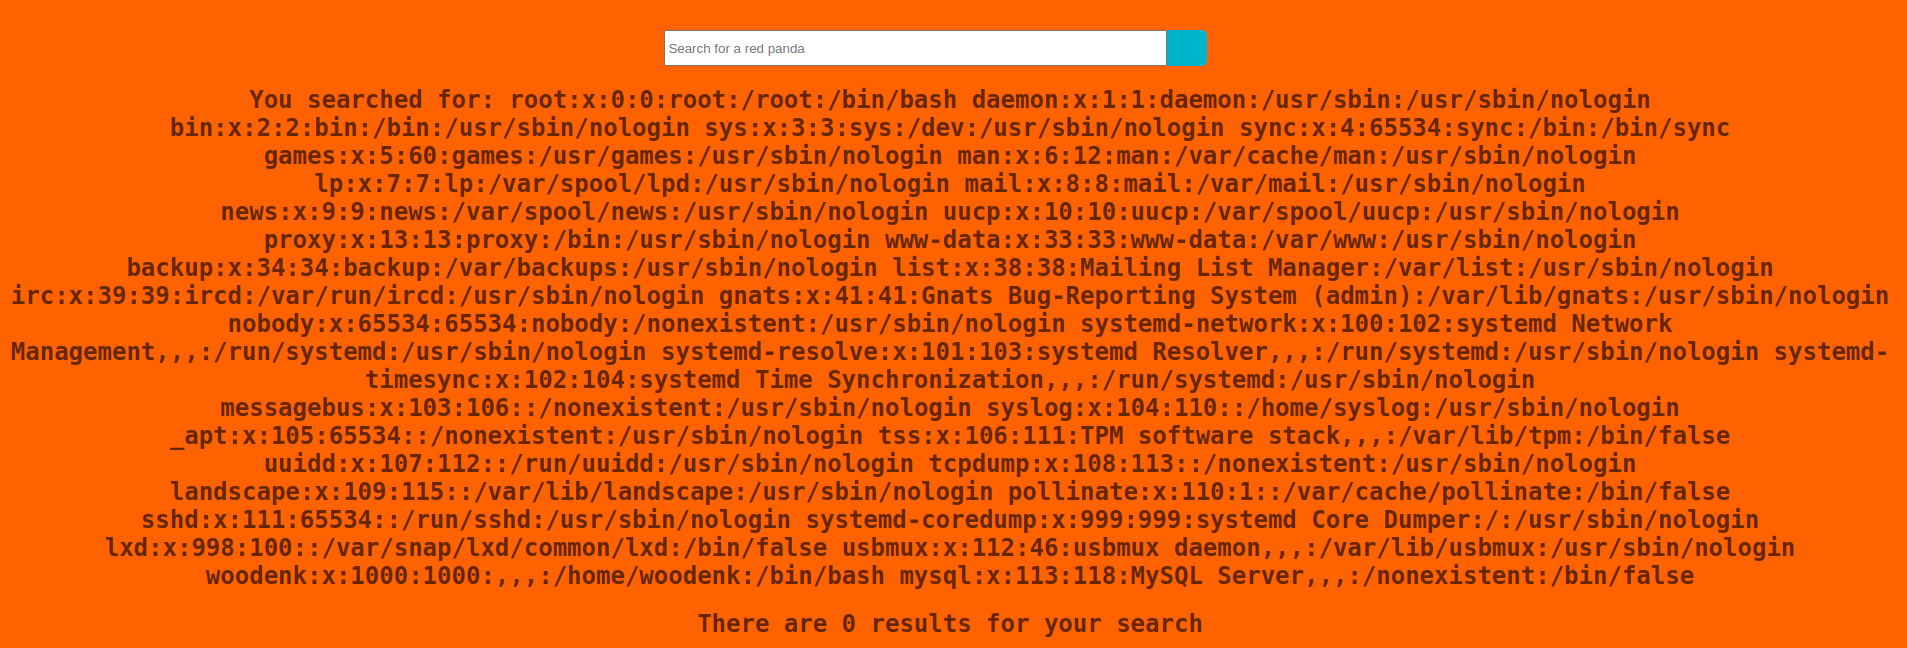 Search for a red panda
You searched for: root:x:0:0:root:/root:/bin/bash daemon:x:1:1:daemon:/usr/sbin:/usr/sbin/nologin
bin:x:2:2:bin:/bin:/usr/sbin/nologin sys:x:3:3:sys:/dev:/usr/sbin/nologin sync:x:4:65534:sync:/bin:/bin/sync
games:x:5:60:games:/usr/games:/usr/sbin/nologin man:x:6:12:man:/var/cache/man:/usr/sbin/nologin
lp:x:7:7:lp:/var/spool/lpd:/usr/sbin/nologin mail:x:8:8:mail:/var/mail:/usr/sbin/nologin
news:x:9:9:news:/var/spool/news:/usr/sbin/nologin uucp:x:10:10:uucp:/var/spool/uucp:/usr/sbin/nologin
proxy:x:13:13:proxy:/bin:/usr/sbin/nologin www-data:x:33:33:www-data:/var/www:/usr/sbin/nologin
backup:x:34:34:backup:/var/backups:/usr/sbin/nologin list:x:38:38:Mailing List Manager:/var/list:/usr/sbin/nologin
irc:x:39:39:ircd:/var/run/ircd:/usr/sbin/nologin gnats:x:41:41:Gnats Bug-Reporting System (admin):/var/lib/gnats:/usr/sbin/nologin
nobody:x:65534:65534:nobody:/nonexistent:/usr/sbin/nologin systemd-network:x:100:102:systemd Network
Management,,,:/run/systemd:/usr/sbin/nologin systemd-resolve:x:101:103:systemd Resolver,,,:/run/systemd:/usr/sbin/nologin systemd-
timesync:x:102:104:systemd Time Synchronization,,,:/run/systemd:/usr/sbin/nologin
messagebus:x:103:106::/nonexistent:/usr/sbin/nologin syslog:x:104:110::/home/syslog:/usr/sbin/nologin
_apt:x:105:65534::/nonexistent:/usr/sbin/nologin tss:x:106:111:TPM software stack,,,:/var/lib/tpm:/bin/false
uuidd:x:107:112::/run/uuidd:/usr/sbin/nologin tcpdump:x:108:113::/nonexistent:/usr/sbin/nologin
landscape:x:109:115::/var/lib/landscape:/usr/sbin/nologin pollinate:x:110:1::/var/cache/pollinate:/bin/false
sshd:x:111:65534::/run/sshd:/usr/sbin/nologin systemd-coredump:x:999:999:systemd Core Dumper:/:/usr/sbin/nologin
lxd:x:998:100::/var/snap/lxd/common/lxd:/bin/false usbmux:x:112:46:usbmux daemon,,,:/var/lib/usbmux:/usr/sbin/nologin
woodenk:x:1000:1000:,,,:/home/woodenk:/bin/bash mysql:x:113:118:MySQL Server,,,:/nonexistent:/bin/false
There are 0 results for your search